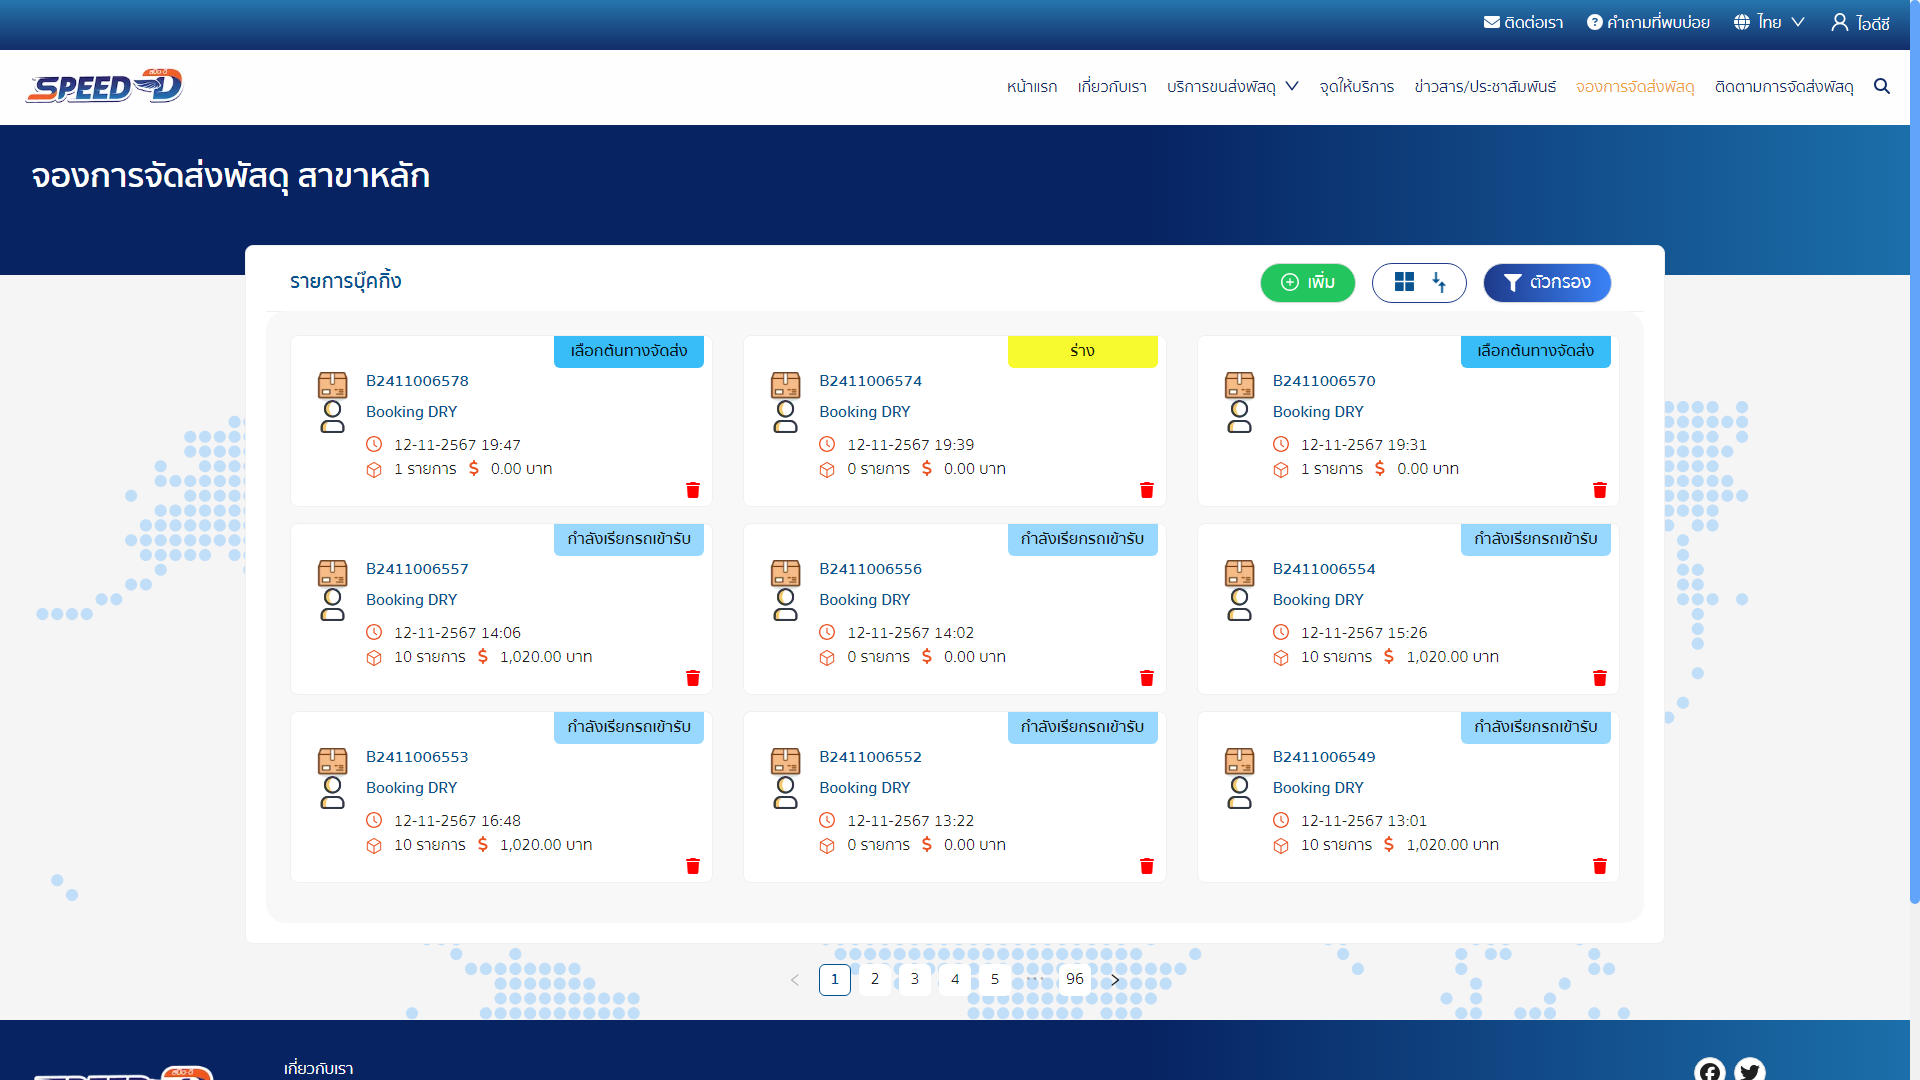 ติดต่อเรา คำถามที่พบบ่อย ไทย ไอดีซี
สปีด-ดี
SPEED-D
หน้าแรก เกี่ยวกับเรา บริการขนส่งพัสดุ จุดให้บริการ ข่าวสาร/ประชาสัมพันธ์ จองการจัดส่งพัสดุ ติดตามการจัดส่งพัสดุ
จองการจัดส่งพัสดุ สาขาหลัก
รายการบุ๊คกิ้ง
เพิ่ม
ตัวกรอง
เลือกต้นทางจัดส่ง
B2411006578
Booking DRY
12-11-2567 19:47
1 รายการ $ 0.00 บาท
ร่าง
B2411006574
Booking DRY
12-11-2567 19:39
0 รายการ $ 0.00 บาท
เลือกต้นทางจัดส่ง
B2411006570
Booking DRY
12-11-2567 19:31
1 รายการ $ 0.00 บาท
กำลังเรียกรถเข้ารับ
B2411006557
Booking DRY
12-11-2567 14:06
10 รายการ $ 1,020.00 บาท
กำลังเรียกรถเข้ารับ
B2411006556
Booking DRY
12-11-2567 14:02
0 รายการ $ 0.00 บาท
กำลังเรียกรถเข้ารับ
B2411006554
Booking DRY
12-11-2567 15:26
10 รายการ $ 1,020.00 บาท
กำลังเรียกรถเข้ารับ
B2411006553
Booking DRY
12-11-2567 16:48
10 รายการ $ 1,020.00 บาท
กำลังเรียกรถเข้ารับ
B2411006552
Booking DRY
12-11-2567 13:22
0 รายการ $ 0.00 บาท
กำลังเรียกรถเข้ารับ
B2411006549
Booking DRY
12-11-2567 13:01
10 รายการ $ 1,020.00 บาท
< 1 2 3 4 5 ••• 96 >
เกี่ยวกับเรา